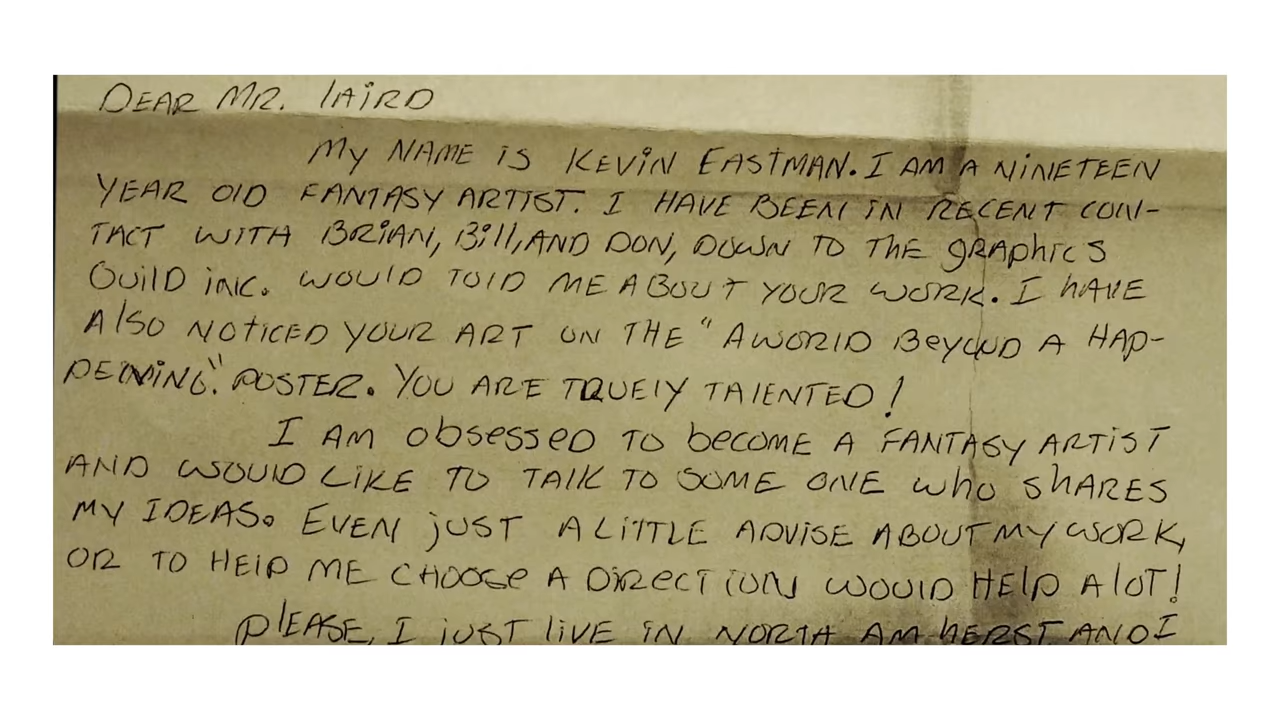 DEAR MR. lAiRD
My NAME iS KEViN EASTMAN. I AM A NiNETEEN
YEAR OlD FANTASY ARTIST. I HAVE BEEN IN RECENT CON-
TACT WITH BRiAN, Bill, AND DON, DOWN TO THE gRAphics
GUilD iNC. WOUlD TOlD ME ABOUT YOUR WORK. I hAVE
AlSO NOTICED YOUR ART ON THE "A WORlD BeyoND A HAP-
PENNiNG." POSTER. YOU ARE TRUElY TAlENTED!
I AM obsessed TO become A FANTASY ARTIST
AND WOUlD LiKE TO TAlK TO SOME ONE who shARES
MY IDEAS. EVEN jUST A LiTTLE ADViSE ABOUT MY WORK,
OR TO HElP ME CHOOSe A DiRECTiON WOUlD HElP A lOT!
PlEASE, I jUST liVE IN NORTH AMHERST AND I